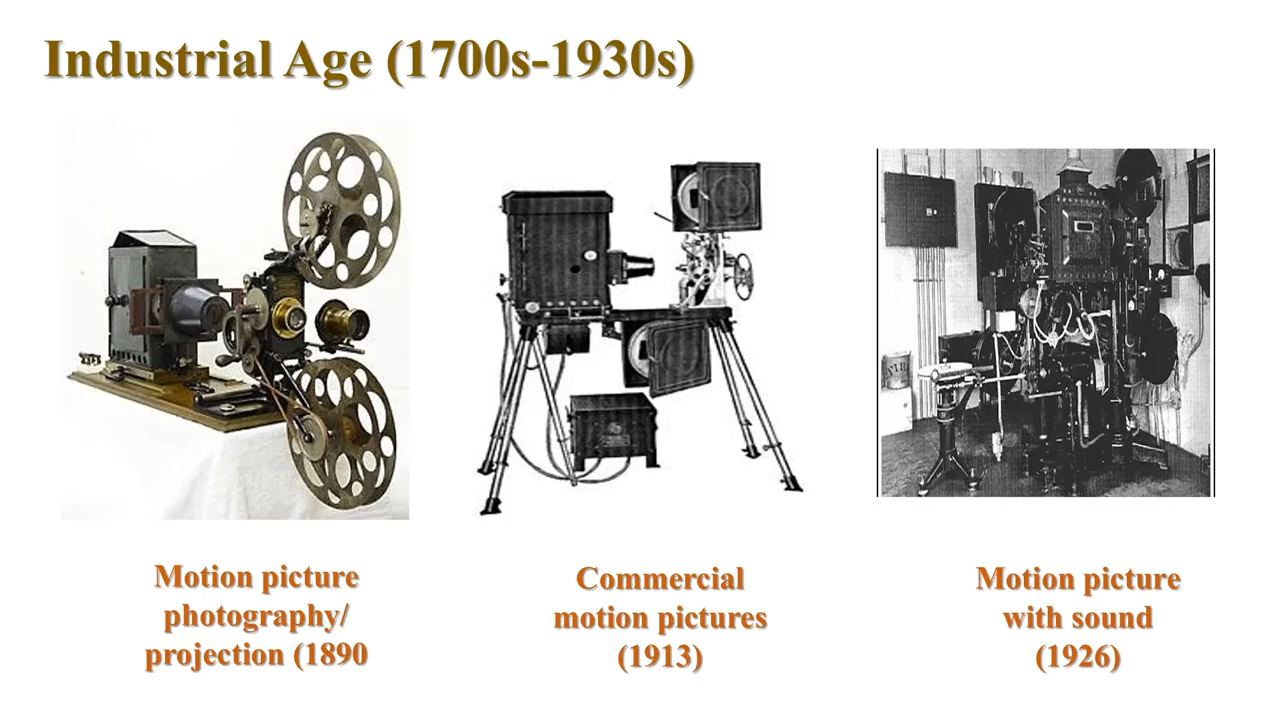 Industrial Age (1700s-1930s)
Motion picture
photography/
projection (1890
Commercial
motion pictures
(1913)
Motion picture
with sound
(1926)